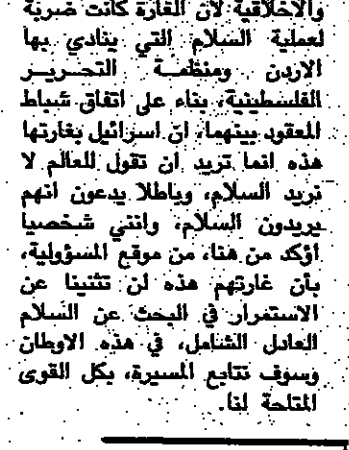 والاخلاقية لان الغارة كانت ضربة
لعملية السلام التي ينادي بها
الاردن ومنظمــة التحــريــر
الفلسطينية، بناء على اتفاق شباط
المعقود بينهما، ان اسرائيل بغارتها
هذه انما تريد ان تقول للعالم لا
نريد السلام، وباطلا يدعون انهم
يريدون السلام، وانني شخصيا
اؤكد من هنا، من موقع المسؤولية،
بأن غارتهم هذه لن تثنينا عن
الاستمرار في البحث عن السلام
العادل الشامل، في هذه الاوطان
وسوف نتابع المسيرة، بكل القوى
المتاحة لنا.